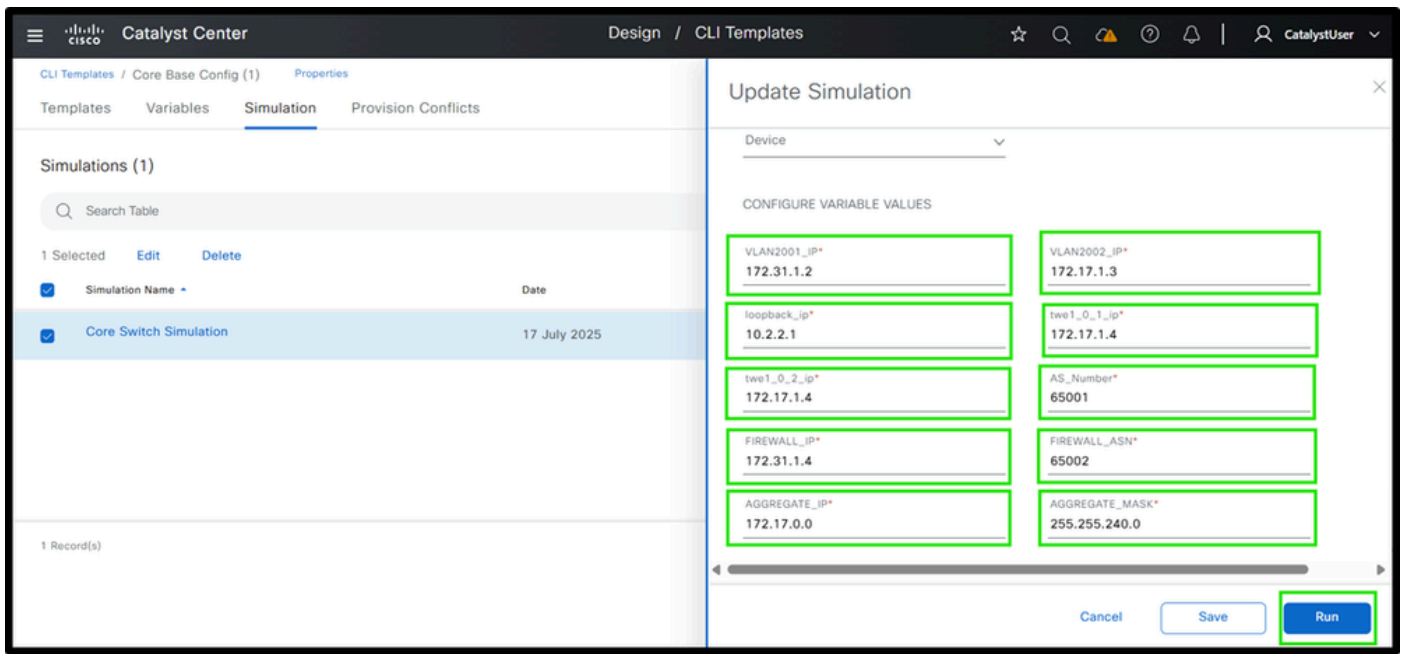 cisco Catalyst Center
Design / CLI Templates
CatalystUser
CLI Templates / Core Base Config (1) Properties
Templates Variables Simulation Provision Conflicts
Simulations (1)
Search Table
1 Selected Edit Delete
Simulation Name Date
Core Switch Simulation 17 July 2025
1 Record(s)
Update Simulation
Device
CONFIGURE VARIABLE VALUES
VLAN2001_IP* VLAN2002_IP*
172.31.1.2 172.17.1.3
loopback_ip* twe1_0_1_ip*
10.2.2.1 172.17.1.4
twe1_0_2_ip* AS_Number*
172.17.1.4 65001
FIREWALL_IP* FIREWALL_ASN*
172.31.1.4 65002
AGGREGATE_IP* AGGREGATE_MASK*
172.17.0.0 255.255.240.0
Cancel Save Run